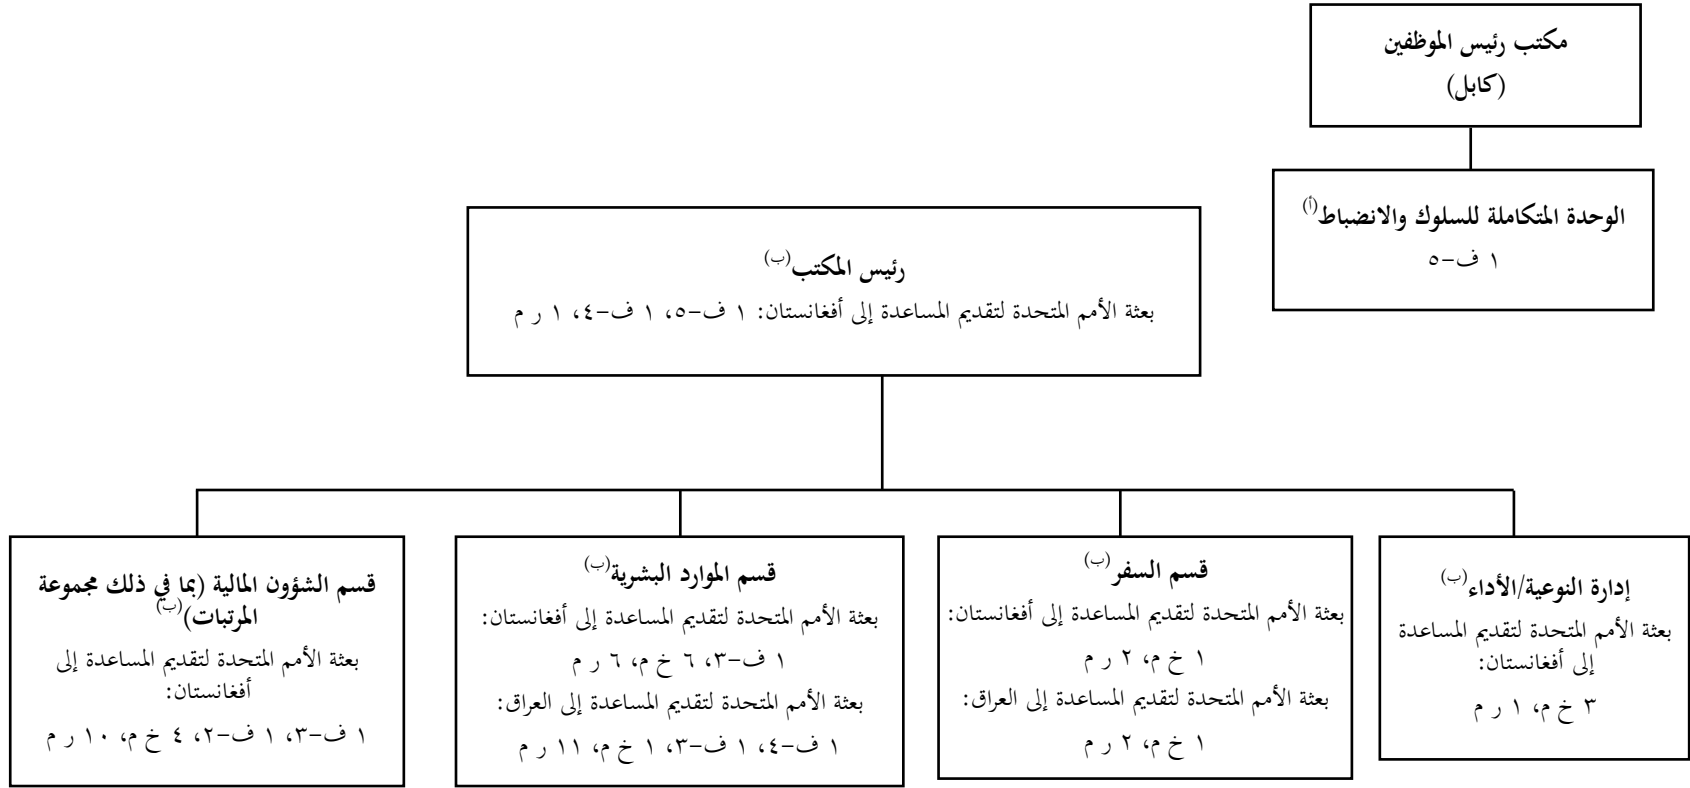 مكتب رئيس الموظفين
(كابل)
الوحدة المتكاملة للسلوك والانضباط(أ)
١ ف-٥
رئيس المكتب(ب)
بعثة الأمم المتحدة لتقديم المساعدة إلى أفغانستان: ١ ف-٥، ١ ف-٤، ١ ر م
إدارة النوعية/الأداء(ب)
بعثة الأمم المتحدة لتقديم المساعدة
إلى أفغانستان:
٣ خ م، ١ ر م
قسم السفر(ب)
بعثة الأمم المتحدة لتقديم المساعدة إلى أفغانستان:
١ خ م، ٢ ر م
بعثة الأمم المتحدة لتقديم المساعدة إلى العراق:
١ خ م، ٢ ر م
قسم الموارد البشرية(ب)
بعثة الأمم المتحدة لتقديم المساعدة إلى أفغانستان:
١ ف-٣، ٦ خ م، ٦ ر م
بعثة الأمم المتحدة لتقديم المساعدة إلى العراق:
١ ف-٤، ١ ف-٣، ١ خ م، ١١ ر م
قسم الشؤون المالية (بما في ذلك مجموعة
المرتبات)(ب)
بعثة الأمم المتحدة لتقديم المساعدة إلى
أفغانستان:
١ ف-٣، ١ ف-٢، ٤ خ م، ١٠ ر م